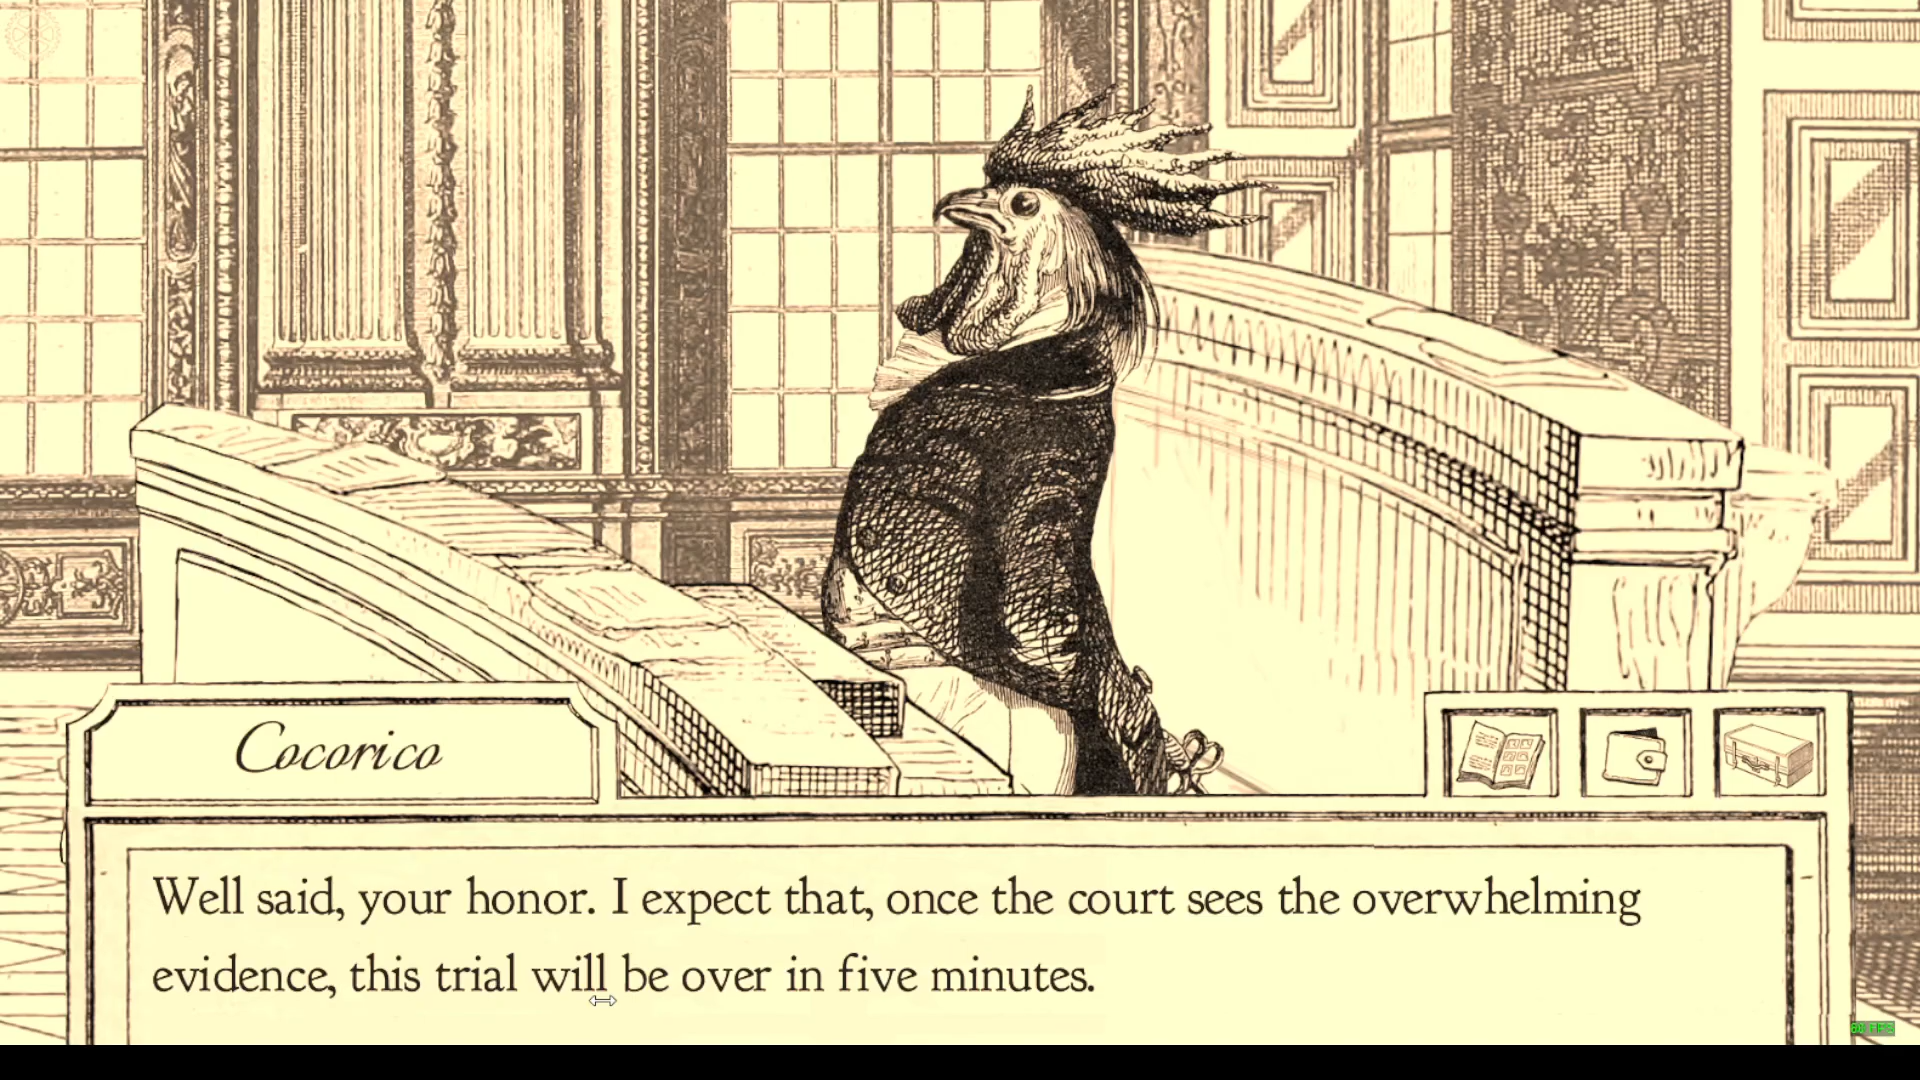 Cocorico
Well said, your honor. I expect that, once the court sees the overwhelming
evidence, this trial will be over in five minutes.